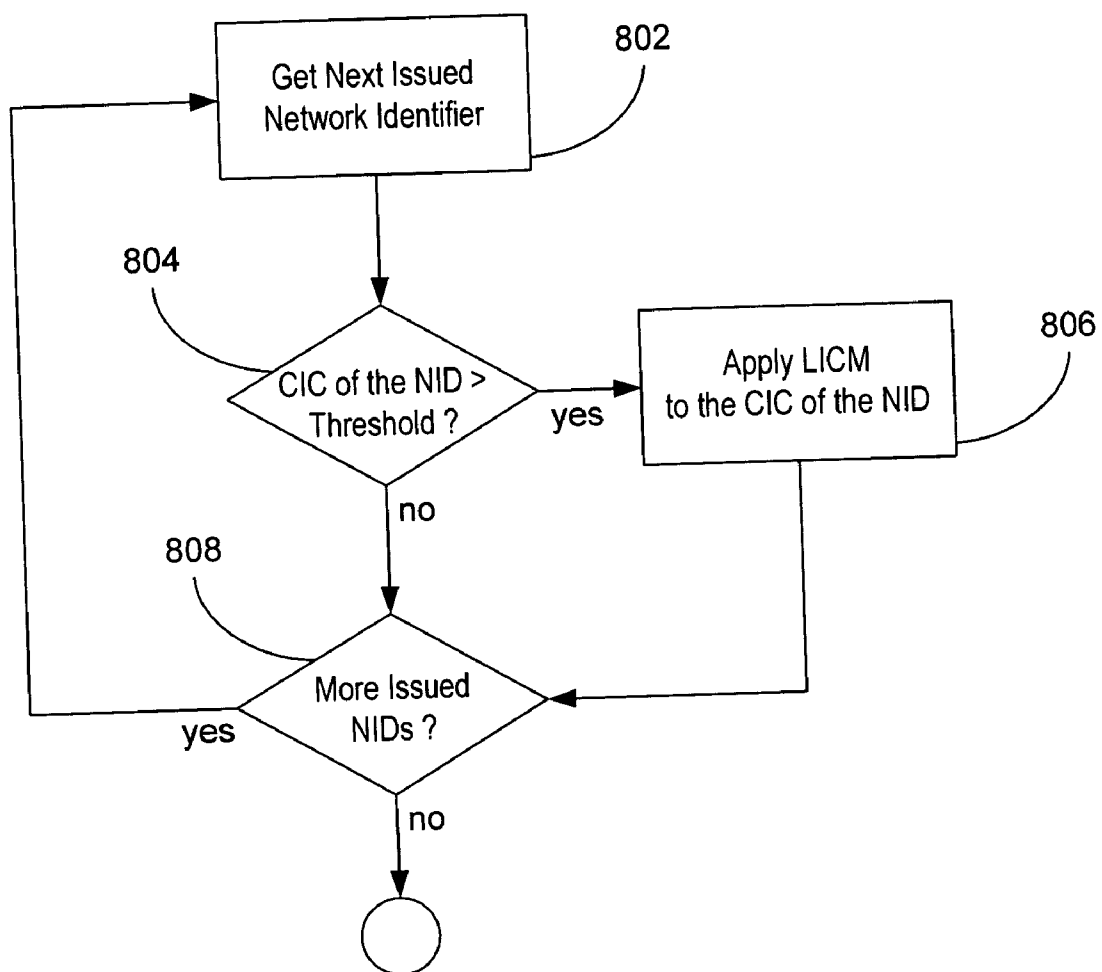 802
Get Next Issued
Network Identifier
804
CIC of the NID >
Threshold ?
yes
806
Apply LICM
to the CIC of the NID
no
808
More Issued
NIDs ?
yes
no